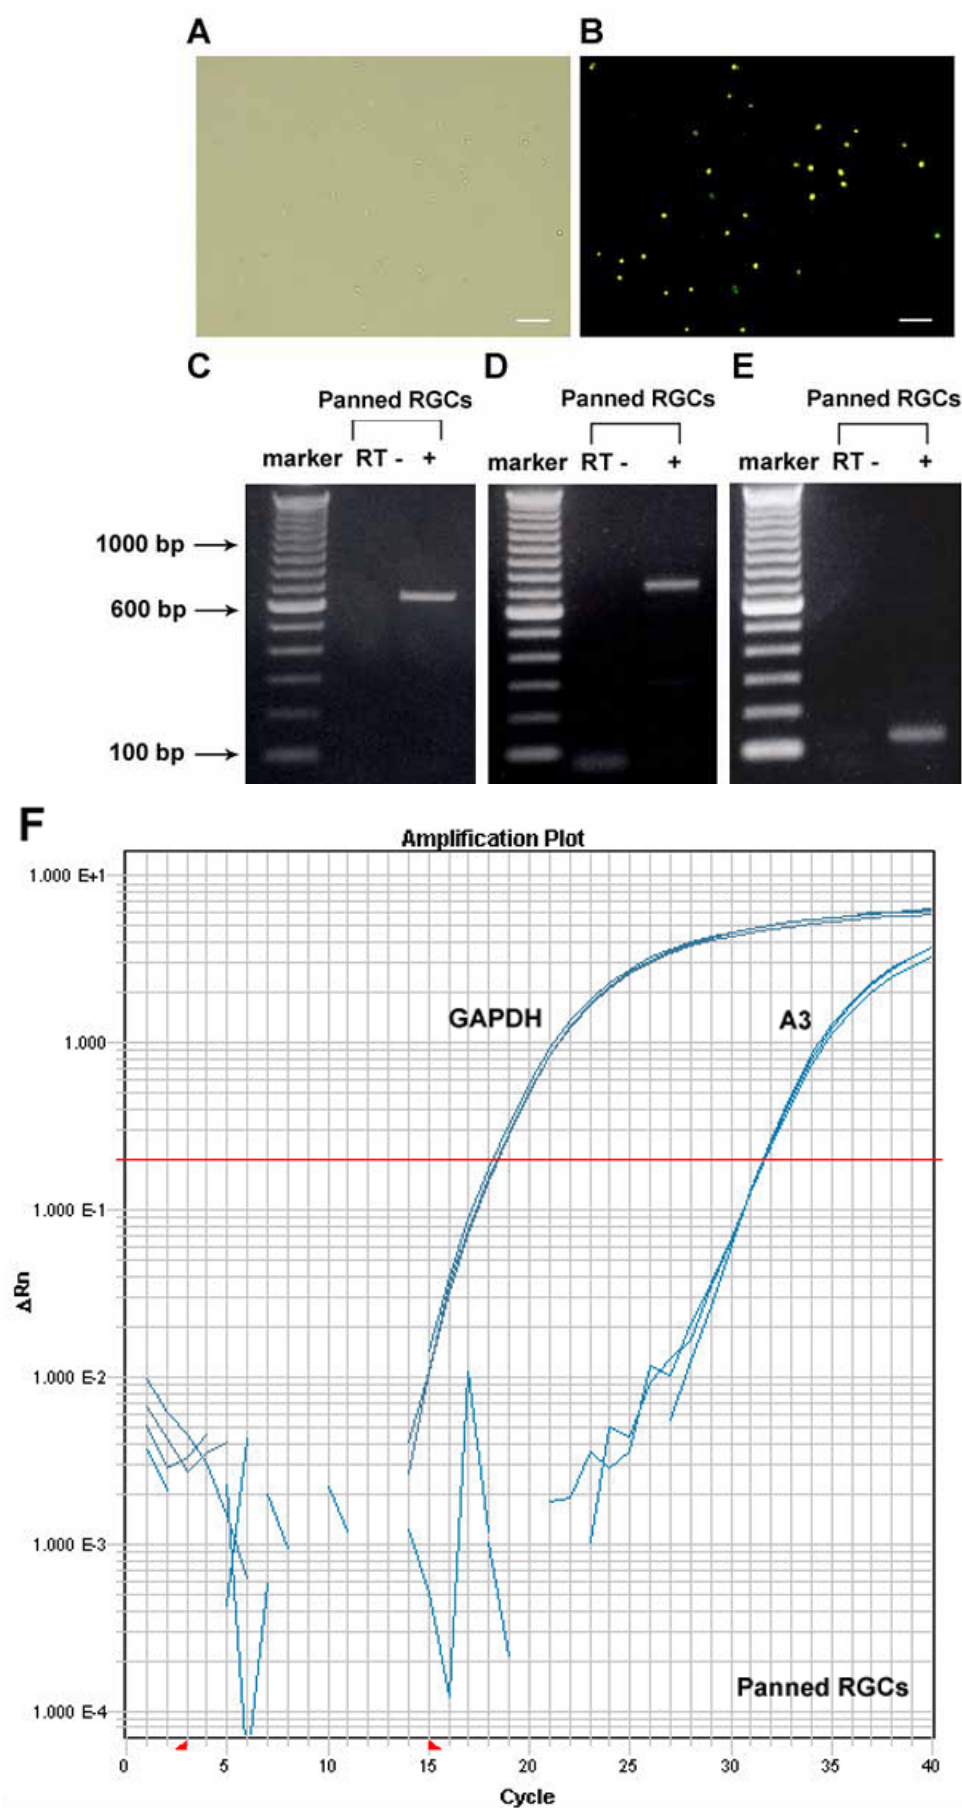 A B
C D E
Panned RGCs Panned RGCs Panned RGCs
marker RT - + marker RT - + marker RT - +
1000 bp
600 bp
100 bp
F
Amplification Plot
1.000 E+1
GAPDH A3
1.000
1.000 E-1
ΔRn
1.000 E-2
1.000 E-3
Panned RGCs
1.000 E-4
0 5 10 15 20 25 30 35 40
Cycle